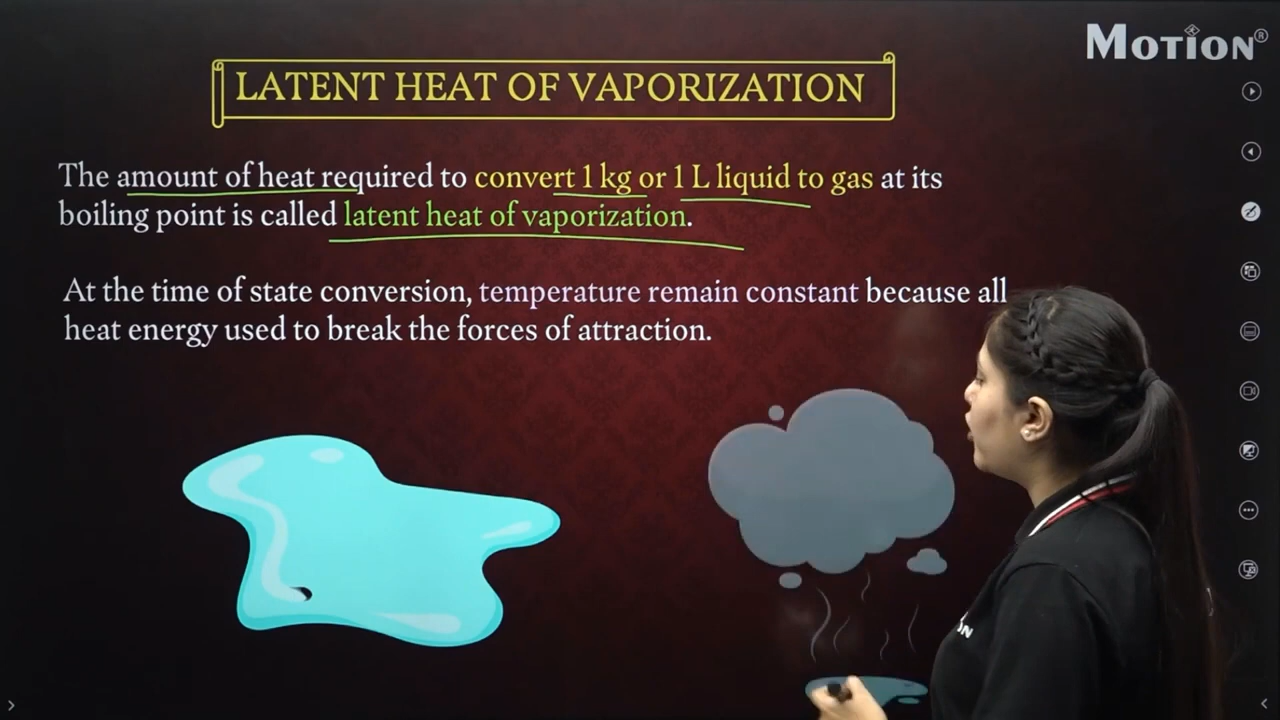 MOTION®
LATENT HEAT OF VAPORIZATION
The amount of heat required to convert 1 kg or 1 L liquid to gas at its
boiling point is called latent heat of vaporization.
At the time of state conversion, temperature remain constant because all
heat energy used to break the forces of attraction.